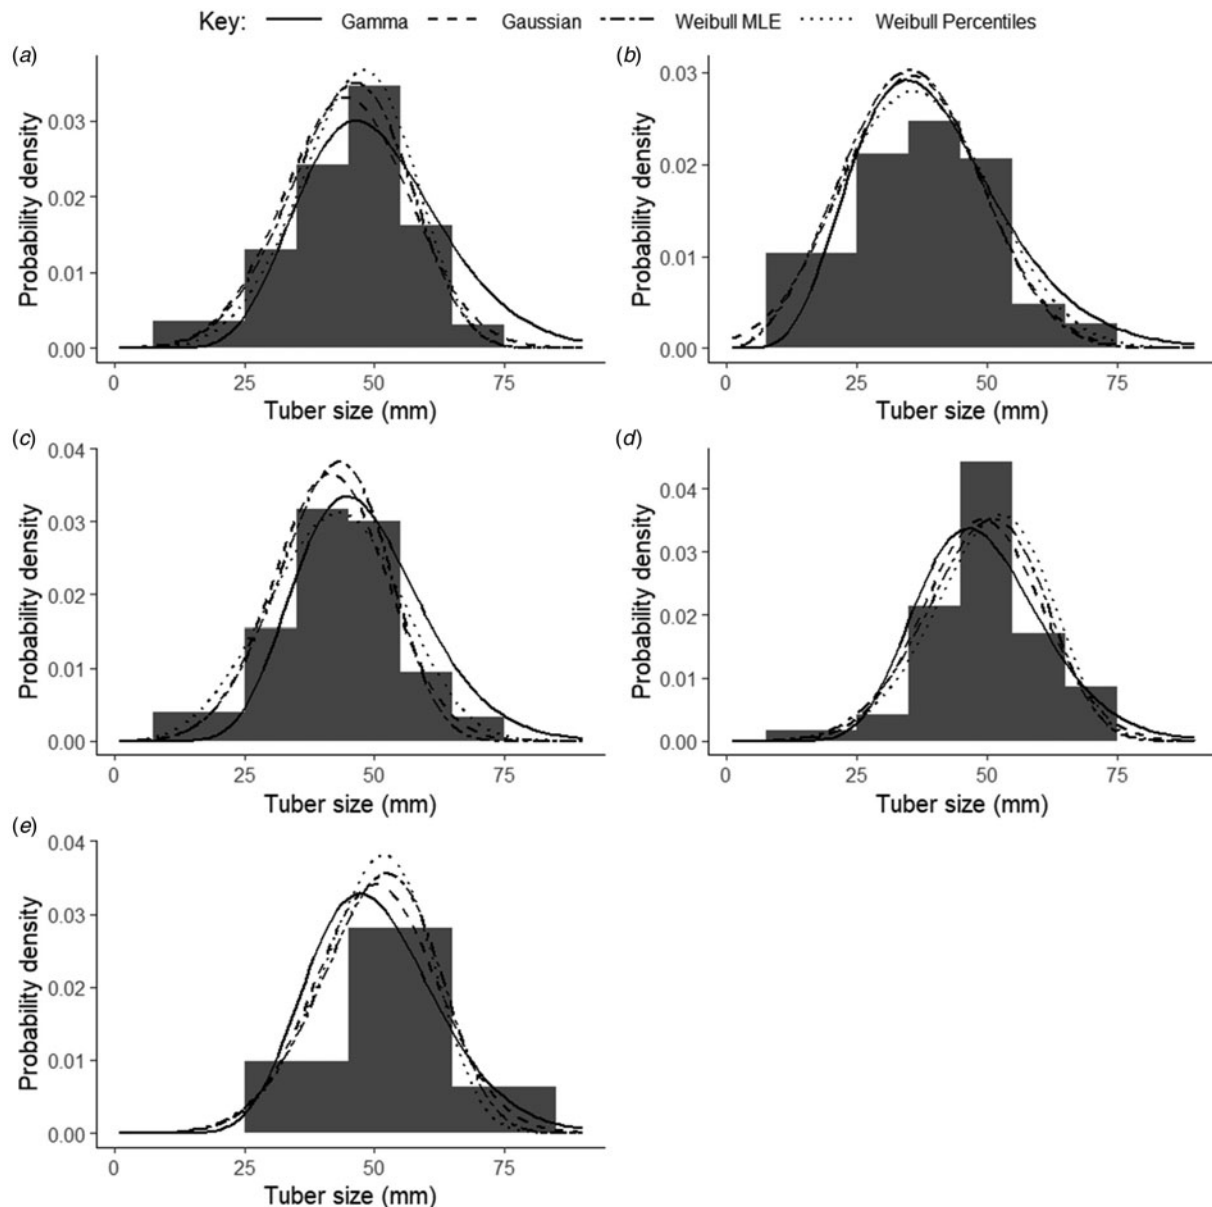 Key: Gamma Gaussian Weibull MLE Weibull Percentiles
(a)
Probability density
0.03
0.02
0.01
0.00
0 25 50 75
Tuber size (mm)
(b)
Probability density
0.03
0.02
0.01
0.00
0 25 50 75
Tuber size (mm)
(c)
Probability density
0.04
0.03
0.02
0.01
0.00
0 25 50 75
Tuber size (mm)
(d)
Probability density
0.04
0.03
0.02
0.01
0.00
0 25 50 75
Tuber size (mm)
(e)
Probability density
0.04
0.03
0.02
0.01
0.00
0 25 50 75
Tuber size (mm)